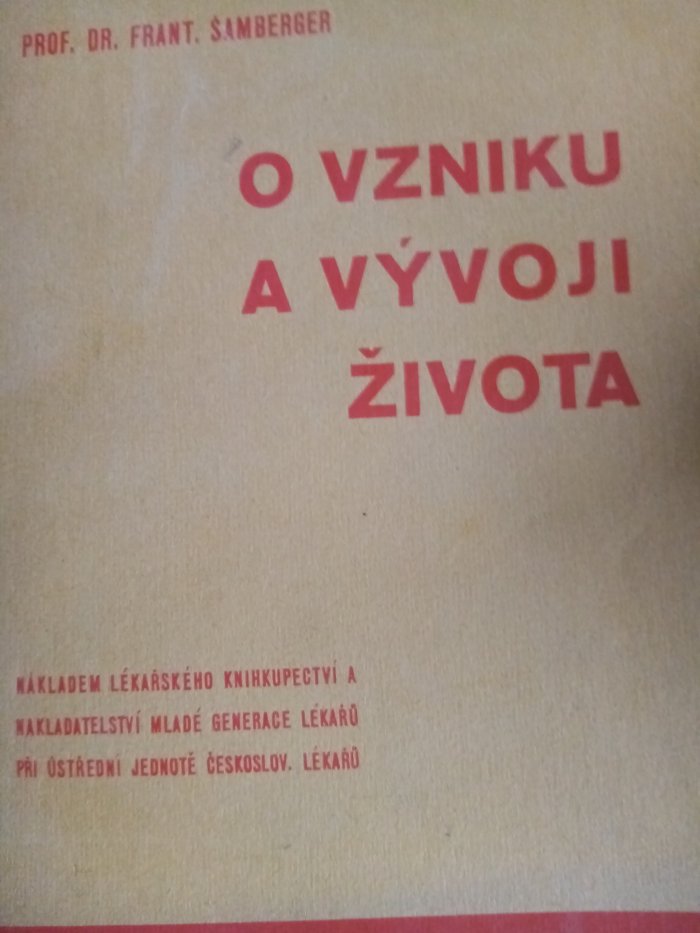 PROF. DR. FRANT. ŠAMBERGER
O VZNIKU
A VÝVOJI
ŽIVOTA
NÁKLADEM LÉKAŘSKÉHO KNIHKUPECTVÍ A
NAKLADATELSTVÍ MLADÉ GENERACE LÉKAŘŮ
PŘI ÚSTŘEDNÍ JEDNOTĚ ČESKOSLOV. LÉKAŘŮ